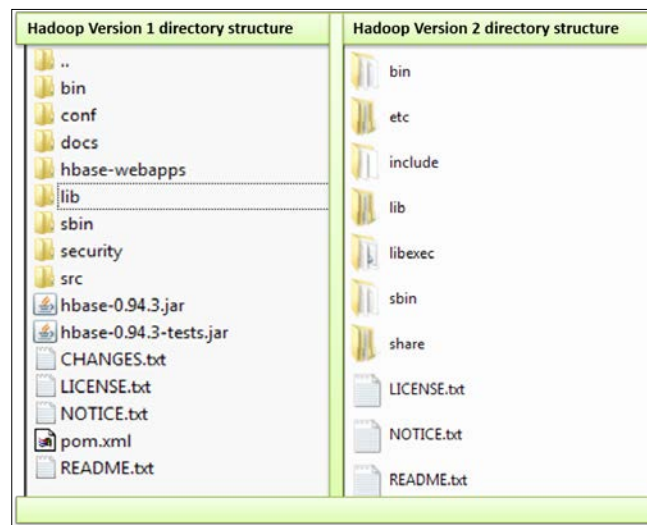 Hadoop Version 1 directory structure
..
bin
conf
docs
hbase-webapps
lib
sbin
security
src
hbase-0.94.3.jar
hbase-0.94.3-tests.jar
CHANGES.txt
LICENSE.txt
NOTICE.txt
pom.xml
README.txt
Hadoop Version 2 directory structure
bin
etc
include
lib
libexec
sbin
share
LICENSE.txt
NOTICE.txt
README.txt